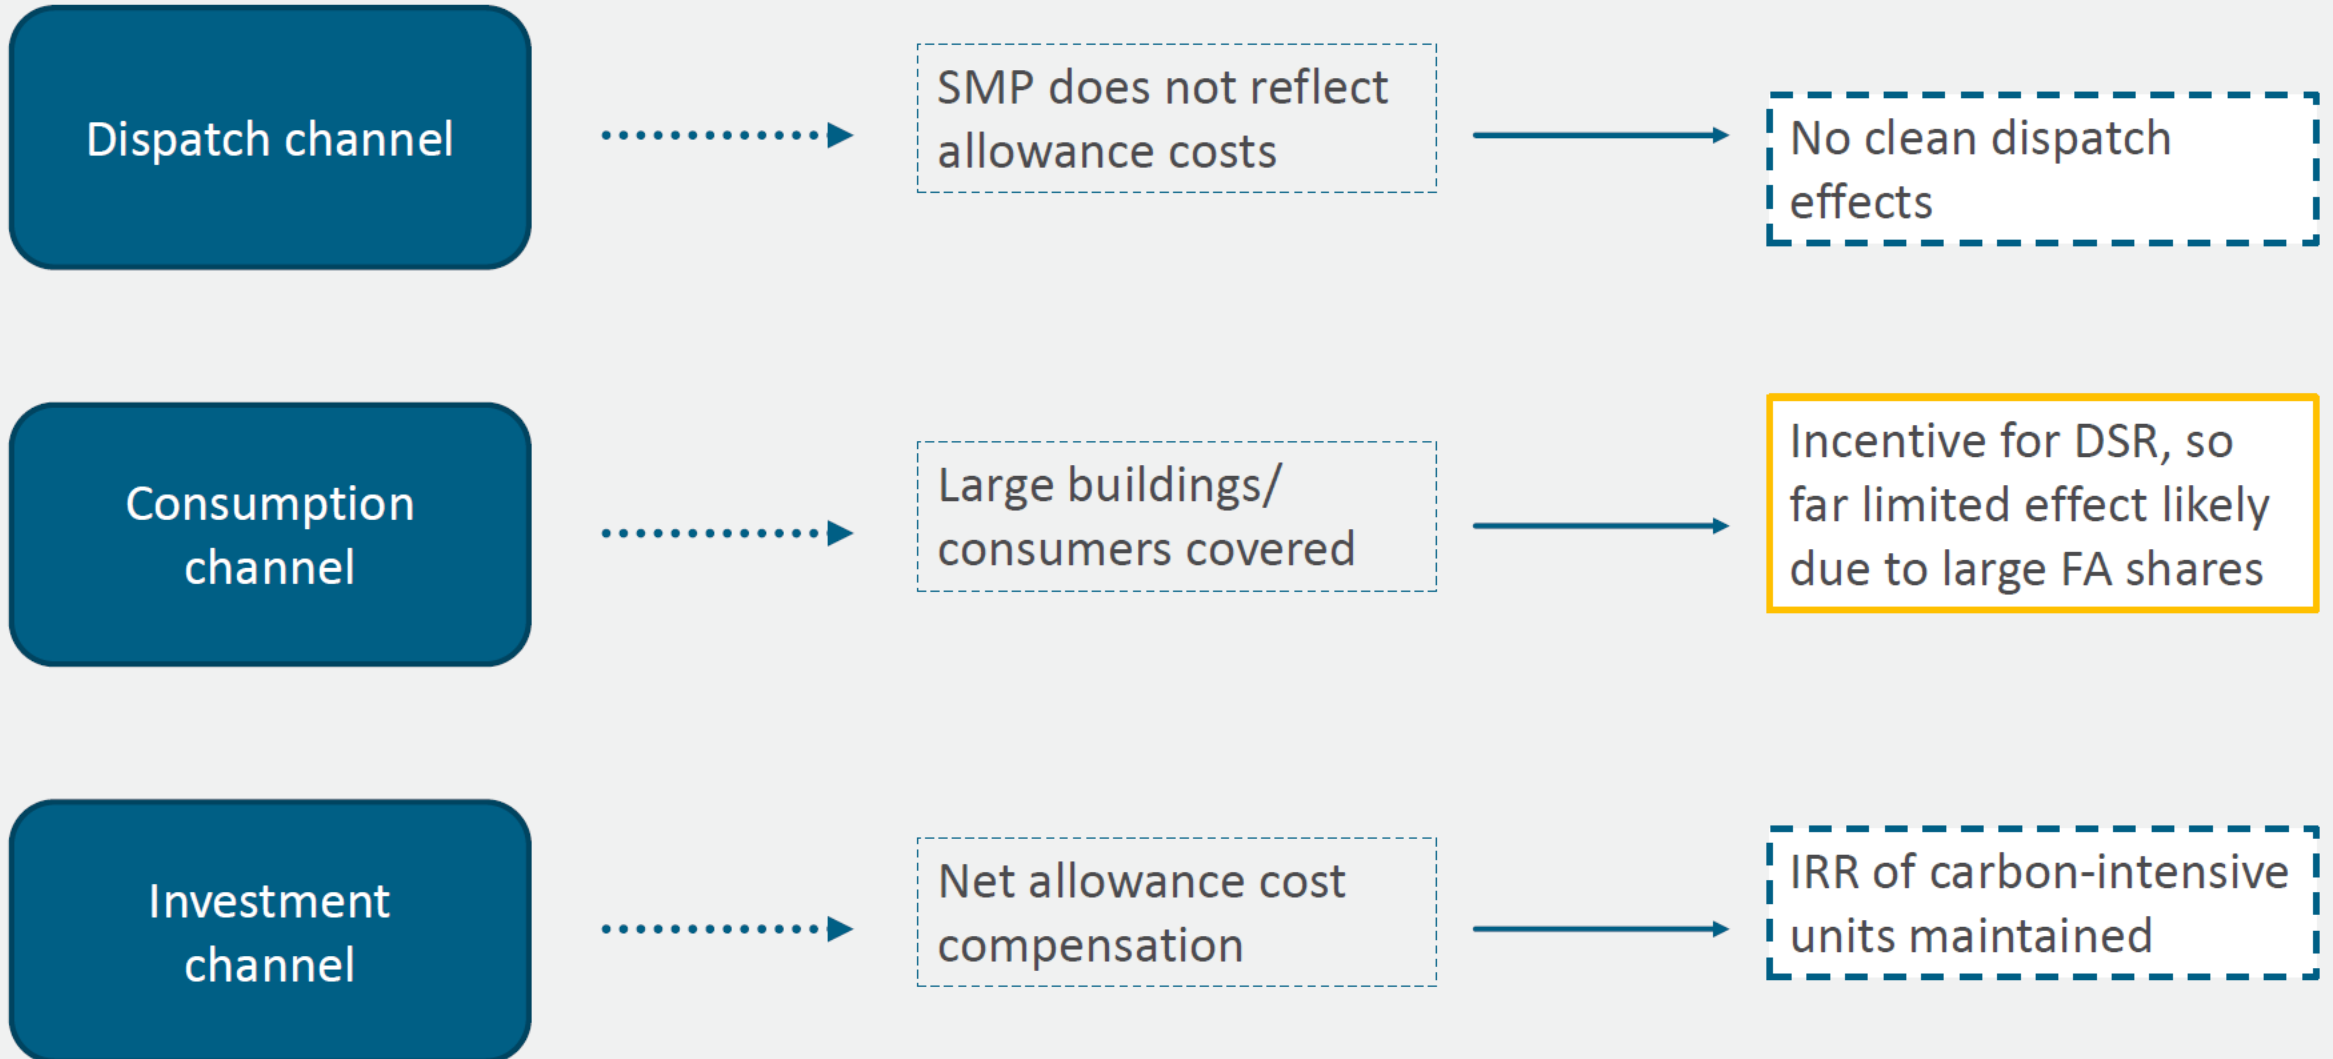 Dispatch channel
SMP does not reflect
allowance costs
No clean dispatch
effects
Consumption
channel
Large buildings/
consumers covered
Incentive for DSR, so
far limited effect likely
due to large FA shares
Investment
channel
Net allowance cost
compensation
IRR of carbon-intensive
units maintained